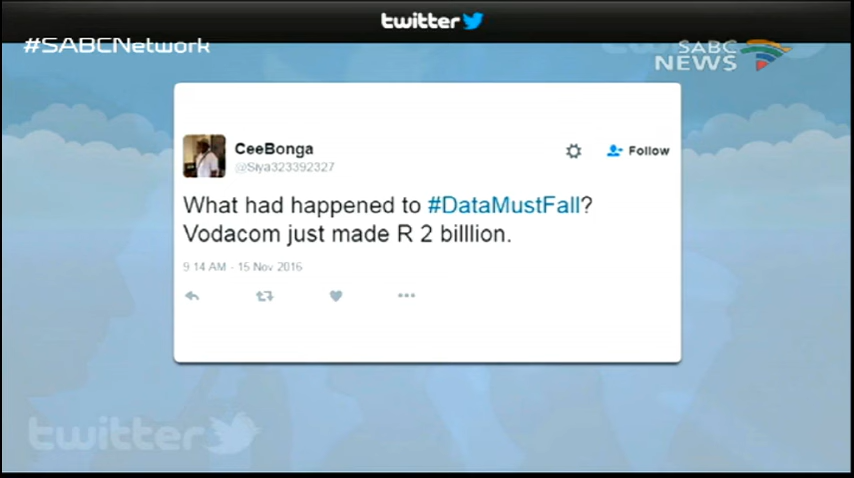 twitter
#SABCNetwork
SABC
NEWS
CeeBonga
@Siya323392327
Follow
What had happened to #DataMustFall?
Vodacom just made R 2 billlion.
9:14 AM - 15 Nov 2016
twitter